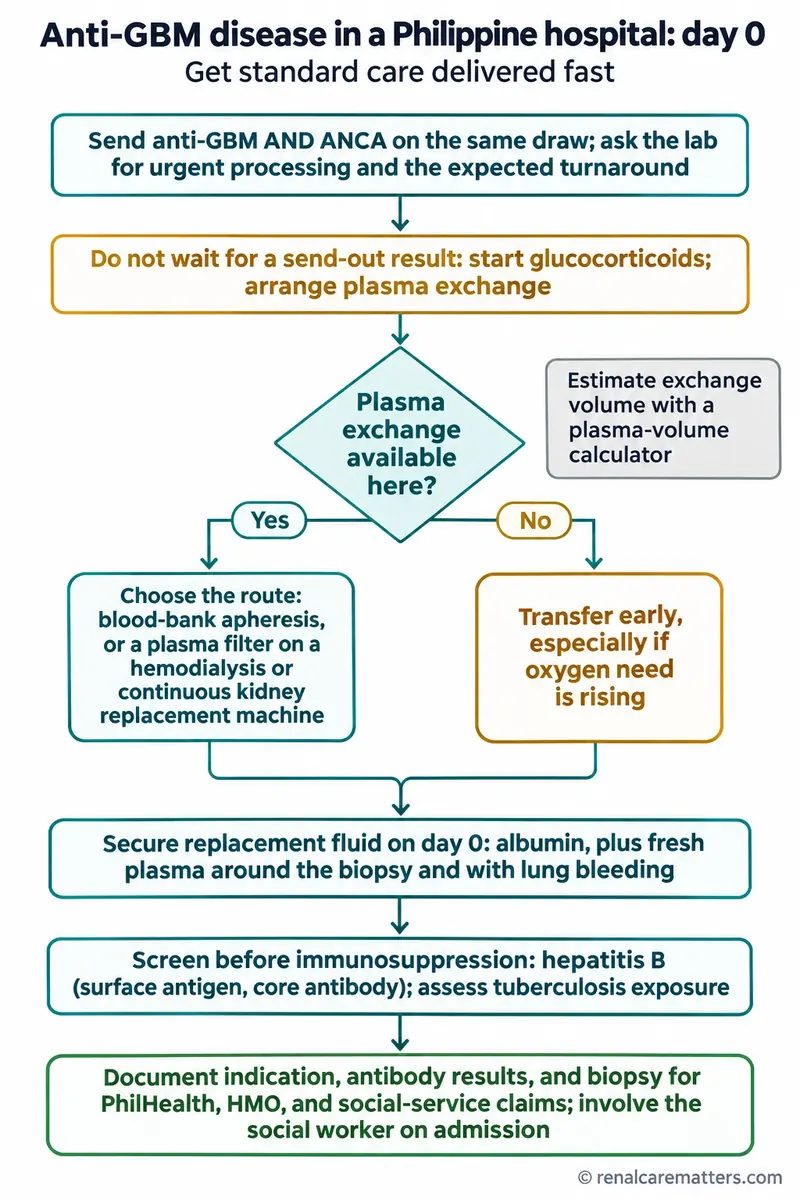 Anti-GBM disease in a Philippine hospital: day 0
Get standard care delivered fast
Send anti-GBM AND ANCA on the same draw; ask the lab
for urgent processing and the expected turnaround
Do not wait for a send-out result: start glucocorticoids;
arrange plasma exchange
Plasma
exchange
available
here?
Estimate exchange
volume with a
plasma-volume
calculator
Yes
No
Choose the route:
blood-bank apheresis,
or a plasma filter on a
hemodialysis or
continuous kidney
replacement machine
Transfer early,
especially if
oxygen need
is rising
Secure replacement fluid on day 0: albumin, plus fresh
plasma around the biopsy and with lung bleeding
Screen before immunosuppression: hepatitis B
(surface antigen, core antibody); assess tuberculosis exposure
Document indication, antibody results, and biopsy for
PhilHealth, HMO, and social-service claims; involve the
social worker on admission
© renalcarematters.com